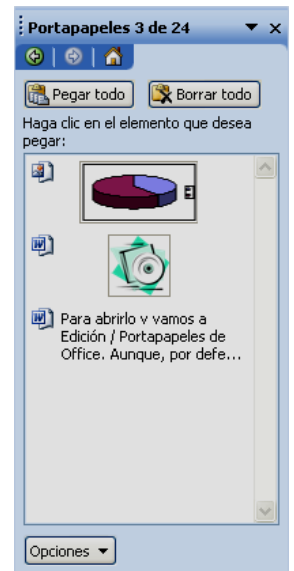 Portapapeles 3 de 24
Pegar todo
Borrar todo
Haga clic en el elemento que desea
pegar:
Para abrirlo v vamos a
Edición / Portapapeles de
Office. Aunque, por defe...
Opciones